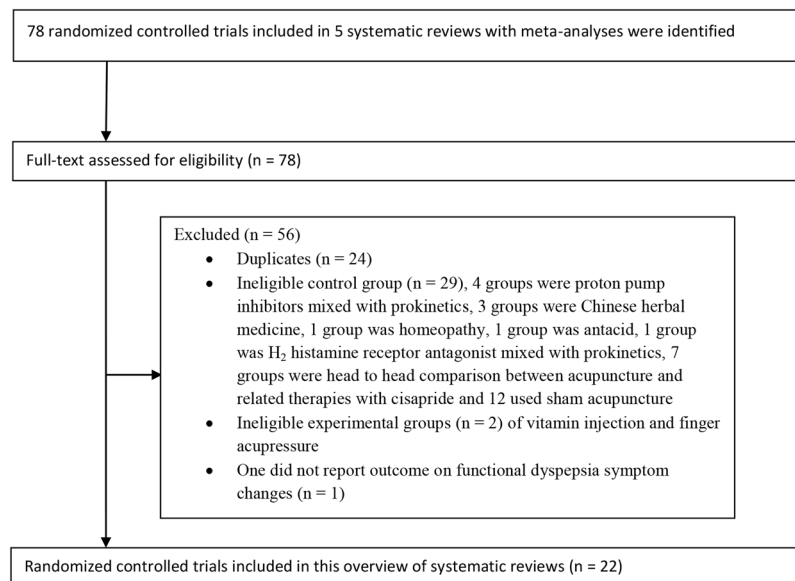 78 randomized controlled trials included in 5 systematic reviews with meta-analyses were identified
Full-text assessed for eligibility (n = 78)
Excluded (n = 56)
• Duplicates (n = 24)
• Ineligible control group (n = 29), 4 groups were proton pump
inhibitors mixed with prokinetics, 3 groups were Chinese herbal
medicine, 1 group was homeopathy, 1 group was antacid, 1 group
was H₂ histamine receptor antagonist mixed with prokinetics, 7
groups were head to head comparison between acupuncture and
related therapies with cisapride and 12 used sham acupuncture
• Ineligible experimental groups (n = 2) of vitamin injection and finger
acupressure
• One did not report outcome on functional dyspepsia symptom
changes (n = 1)
Randomized controlled trials included in this overview of systematic reviews (n = 22)